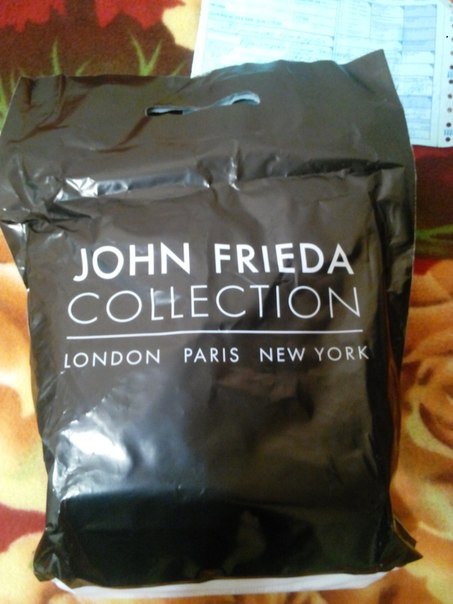 JOHN FRIEDA
COLLECTION
LONDON PARIS NEW YORK